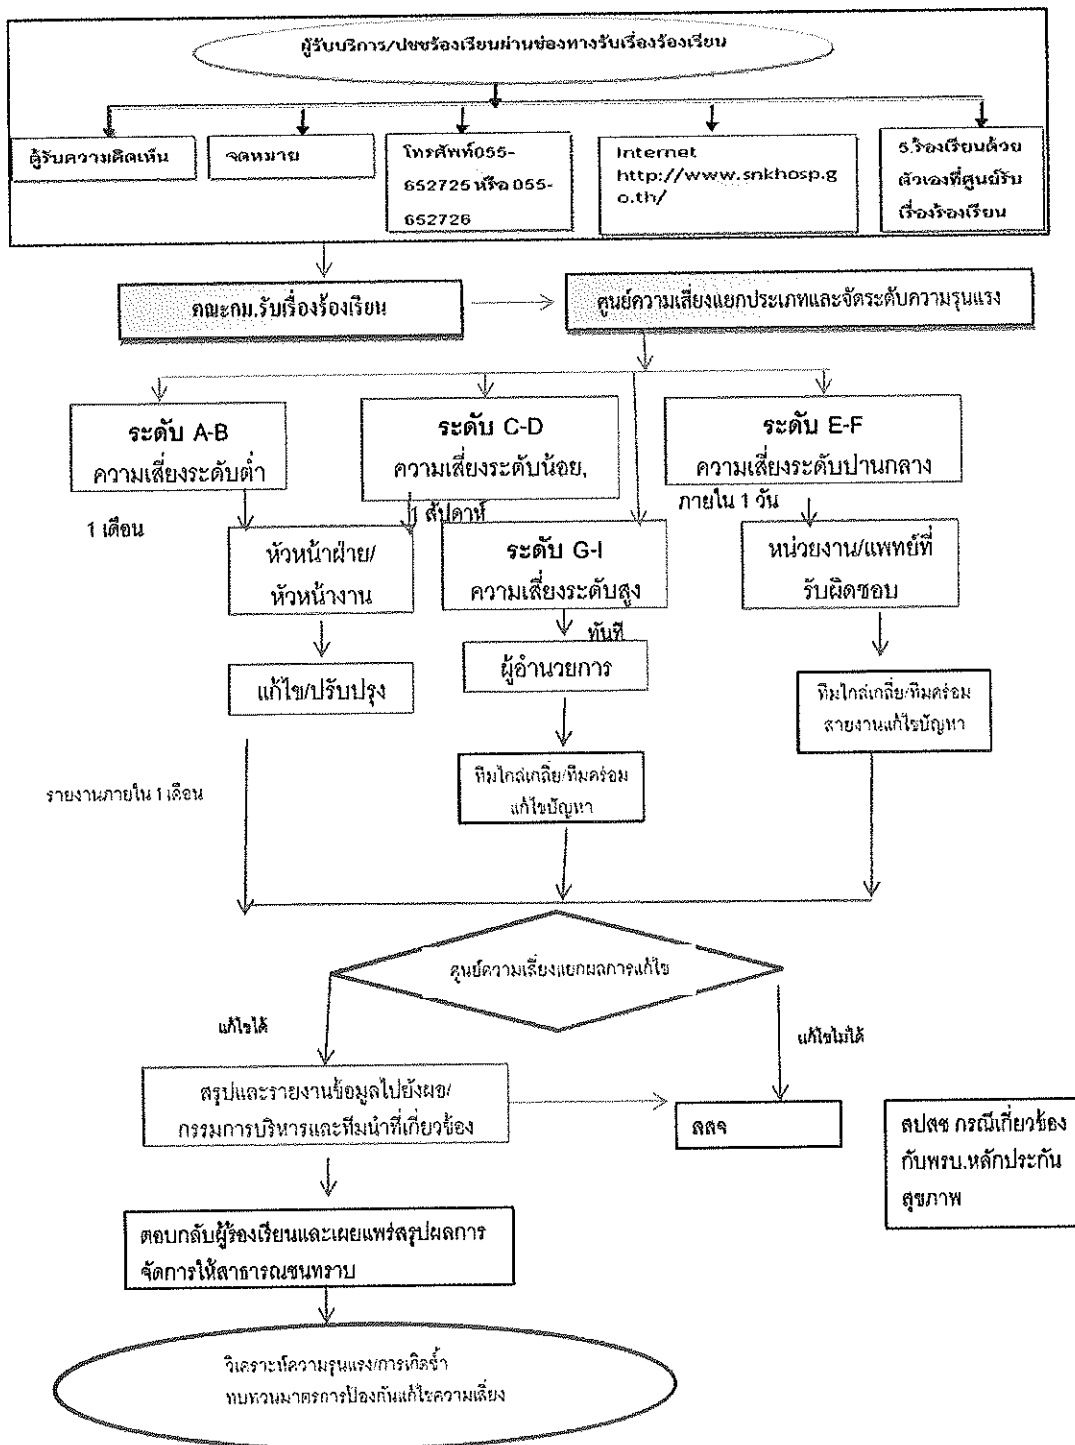 ผู้รับบริการ/ปชชร้องเรียนผ่านช่องทางรับเรื่องร้องเรียน
ตู้รับความคิดเห็น
จดหมาย
โทรศัพท์055-
652725 หรือ 055-
652726
Internet
http://www.snkhosp.g
o.th/
5.ร้องเรียนด้วย
ตัวเองที่ศูนย์รับ
เรื่องร้องเรียน
คณะกม.รับเรื่องร้องเรียน
ศูนย์ความเสี่ยงแยกประเภทและจัดระดับความรุนแรง
ระดับ A-B
ความเสี่ยงระดับต่ำ
ระดับ C-D
ความเสี่ยงระดับน้อย,
ระดับ E-F
ความเสี่ยงระดับปานกลาง
1 เดือน
1 สัปดาห์
ภายใน 1 วัน
หัวหน้าฝ่าย/
หัวหน้างาน
ระดับ G-I
ความเสี่ยงระดับสูง
หน่วยงาน/แพทย์ที่
รับผิดชอบ
ทันที
ผู้อำนวยการ
แก้ไข/ปรับปรุง
ทีมไกล่เกลี่ย/ทีมคร่อม
สายงานแก้ไขปัญหา
ทีมไกล่เกลี่ย/ทีมคร่อม
แก้ไขปัญหา
รายงานภายใน 1 เดือน
ศูนย์ความเสี่ยงแยกผลการแก้ไข
แก้ไขได้
แก้ไขไม่ได้
สรุปและรายงานข้อมูลไปยังผอ/
กรรมการบริหารและทีมนำที่เกี่ยวข้อง
สสจ
สปสช กรณีเกี่ยวข้อง
กับพรบ.หลักประกัน
สุขภาพ
ตอบกลับผู้ร้องเรียนและเผยแพร่สรุปผลการ
จัดการให้สาธารณชนทราบ
วิเคราะห์ความรุนแรง/การเกิดซ้ำ
ทบทวนมาตรการป้องกันแก้ไขความเสี่ยง